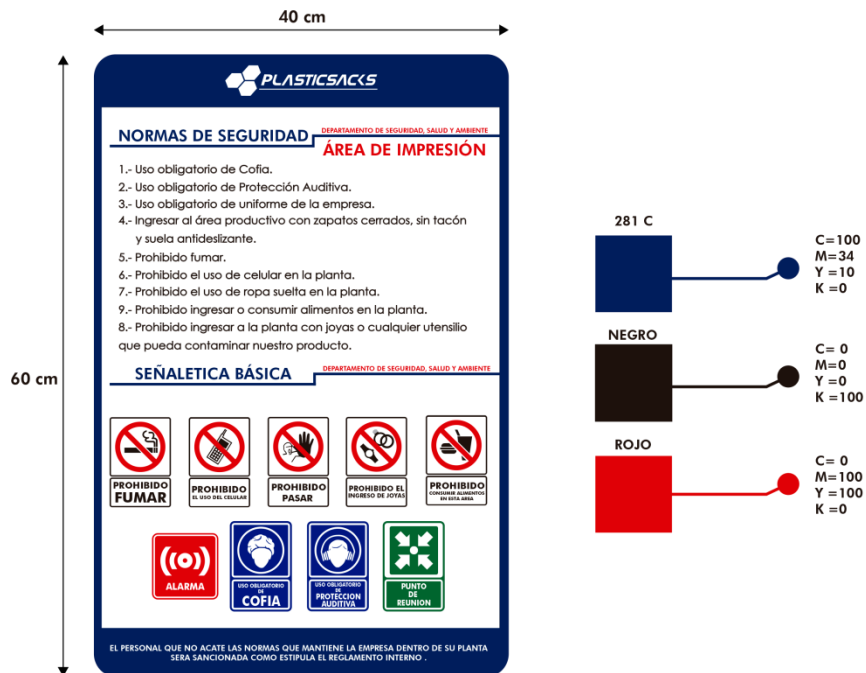 40 cm
60 cm
PLASTICSACKS
NORMAS DE SEGURIDAD
DEPARTAMENTO DE SEGURIDAD, SALUD Y AMBIENTE
ÁREA DE IMPRESIÓN
1.- Uso obligatorio de Cofia.
2.- Uso obligatorio de Protección Auditiva.
3.- Uso obligatorio de uniforme de la empresa.
4.- Ingresar al área productivo con zapatos cerrados, sin tacón
y suela antideslizante.
5.- Prohibido fumar.
6.- Prohibido el uso de celular en la planta.
7.- Prohibido el uso de ropa suelta en la planta.
9.- Prohibido ingresar o consumir alimentos en la planta.
8.- Prohibido ingresar a la planta con joyas o cualquier utensilio
que pueda contaminar nuestro producto.
SEÑALETICA BÁSICA
DEPARTAMENTO DE SEGURIDAD, SALUD Y AMBIENTE
PROHIBIDO
FUMAR
PROHIBIDO
EL USO DEL CELULAR
PROHIBIDO
PASAR
PROHIBIDO EL
INGRESO DE JOYAS
PROHIBIDO
CONSUMIR ALIMENTOS
EN ESTA AREA
ALARMA
USO OBLIGATORIO
DE
COFIA
USO OBLIGATORIO
DE
PROTECCION
AUDITIVA
PUNTO
DE
REUNION
EL PERSONAL QUE NO ACATE LAS NORMAS QUE MANTIENE LA EMPRESA DENTRO DE SU PLANTA
SERA SANCIONADA COMO ESTIPULA EL REGLAMENTO INTERNO .
281 C
C=100
M=34
Y=10
K =0
NEGRO
C= 0
M=0
Y =0
K =100
ROJO
C= 0
M=100
Y =100
K =0